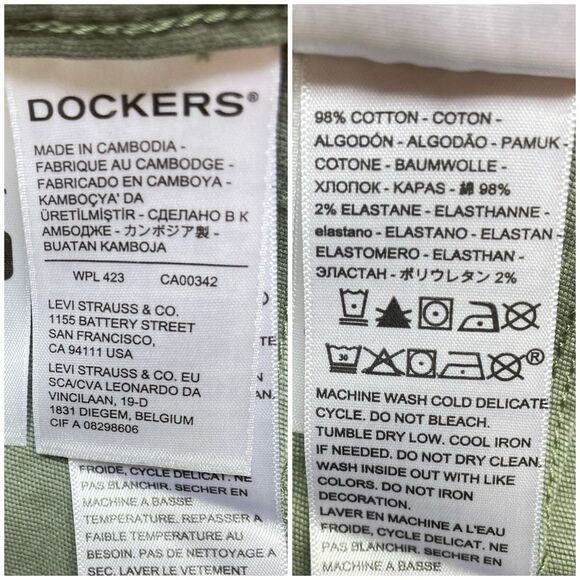 DOCKERS®
MADE IN CAMBODIA -
FABRIQUE AU CAMBODGE -
FABRICADO EN CAMBOYA -
KAMBOÇYA' DA
ÜRETİLMİŞTİR - СДЕЛАНО В К
АМБОДЖЕ - カンボジア製 -
BUATAN KAMBOJA
WPL 423 CA00342
LEVI STRAUSS & CO.
1155 BATTERY STREET
SAN FRANCISCO,
CA 94111 USA
LEVI STRAUSS & CO. EU
SCA/CVA LEONARDO DA
VINCILAAN, 19-D
1831 DIEGEM, BELGIUM
CIF A 08298606
FROIDE, CYCLE DELICAT. NE
PAS BLANCHIR. SECHER EN
MACHINE A BASSE
TEMPERATURE. REPASSER A
FAIBLE TEMPERATURE AU
BESOIN. PAS DE NETTOYAGE A
SEC. LAVER LE VETEMENT
98% COTTON - COTON -
ALGODÓN - ALGODÃO - PAMUK -
COTONE - BAUMWOLLE -
ХЛОПОК - KAPAS - 綿 98%
2% ELASTANE - ELASTHANNE -
elastano - ELASTANO - ELASTAN -
ELASTOMERO - ELASTHAN -
ЭЛАСТАН - ポリウレタン 2%
30
®
MACHINE WASH COLD DELICATE
CYCLE. DO NOT BLEACH.
TUMBLE DRY LOW. COOL IRON
IF NEEDED. DO NOT DRY CLEAN.
WASH INSIDE OUT WITH LIKE
COLORS. DO NOT IRON
DECORATION.
LAVER EN MACHINE A L'EAU
FROIDE, CYCLE DELICAT. NE
PAS BLANCHIR. SECHER EN
MACHINE A BASSE